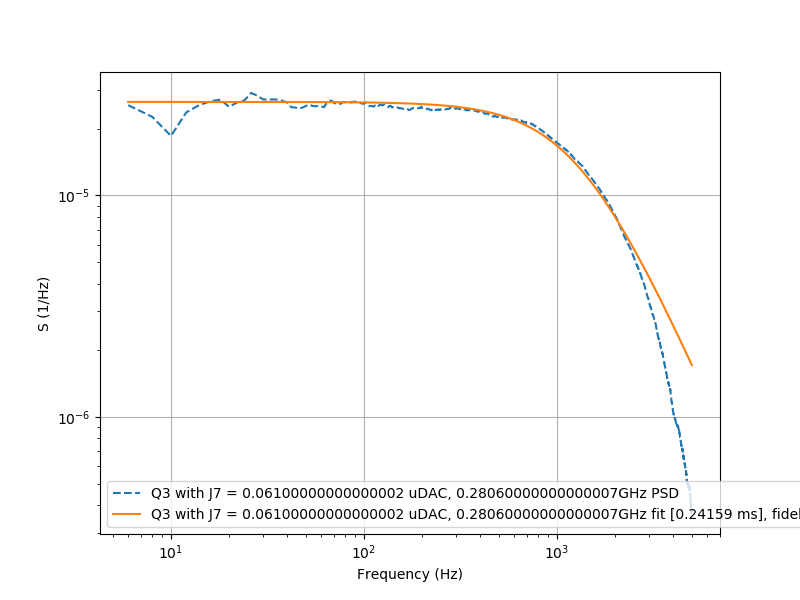 10⁻⁵
10⁻⁶
S (1/Hz)
Q3 with J7 = 0.06100000000000002 uDAC, 0.28060000000000007GHz PSD
Q3 with J7 = 0.06100000000000002 uDAC, 0.28060000000000007GHz fit [0.24159 ms], fidel
10¹ 10² 10³
Frequency (Hz)